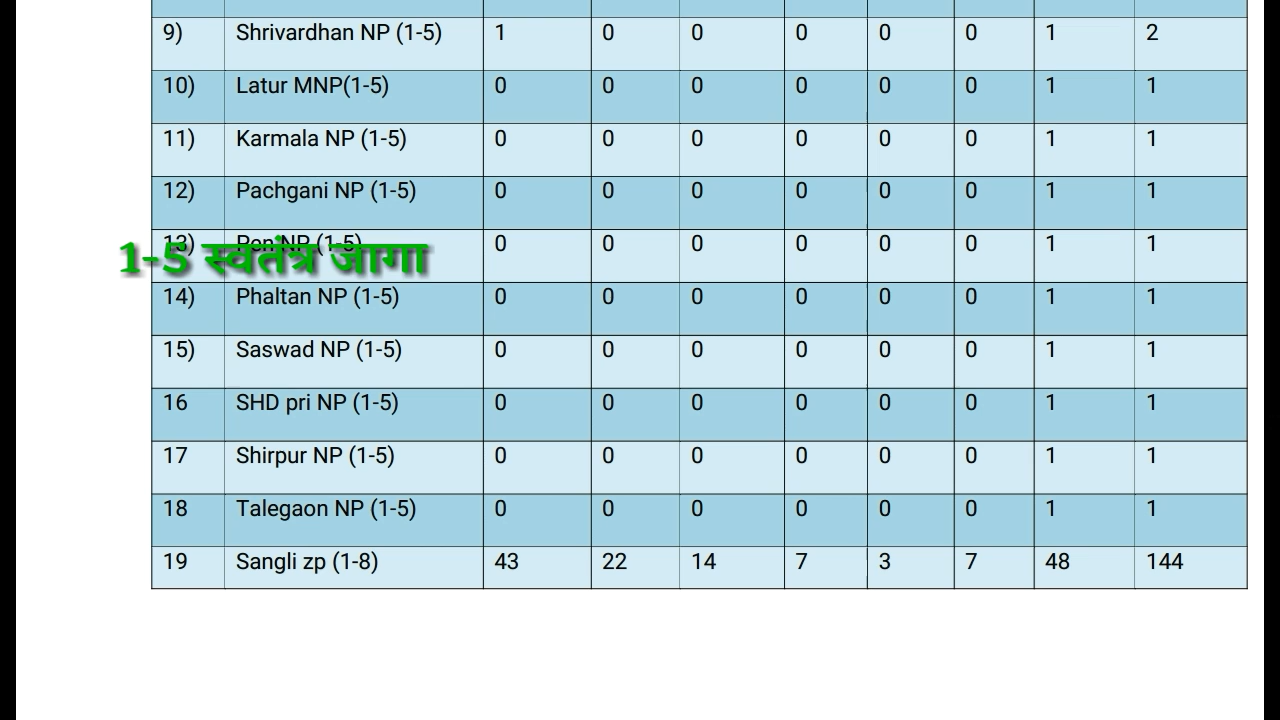 9) Shrivardhan NP (1-5) 1 0 0 0 0 0 1 2
10) Latur MNP(1-5) 0 0 0 0 0 0 1 1
11) Karmala NP (1-5) 0 0 0 0 0 0 1 1
12) Pachgani NP (1-5) 0 0 0 0 0 0 1 1
13) Pen NP (1-5) 0 0 0 0 0 0 1 1
1-5 स्वतंत्र जागा
14) Phaltan NP (1-5) 0 0 0 0 0 0 1 1
15) Saswad NP (1-5) 0 0 0 0 0 0 1 1
16 SHD pri NP (1-5) 0 0 0 0 0 0 1 1
17 Shirpur NP (1-5) 0 0 0 0 0 0 1 1
18 Talegaon NP (1-5) 0 0 0 0 0 0 1 1
19 Sangli zp (1-8) 43 22 14 7 3 7 48 144